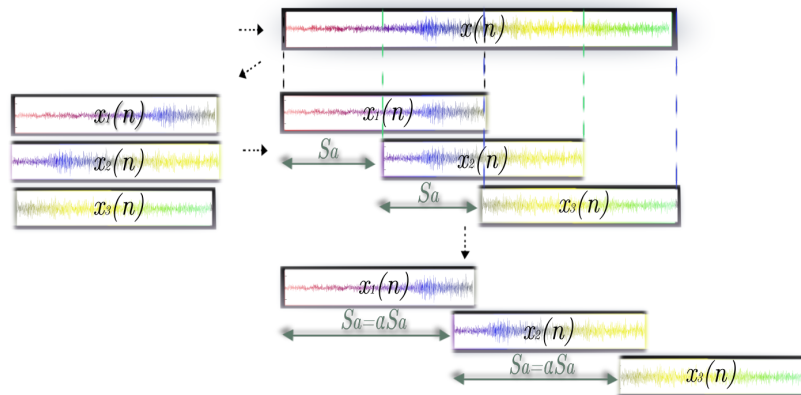 x(n)
x₁(n)
x₂(n)
x₃(n)
x₁(n)
Sa
x₂(n)
Sa
x₃(n)
x₁(n)
Sa=aSa
x₂(n)
Sa=aSa
x₃(n)